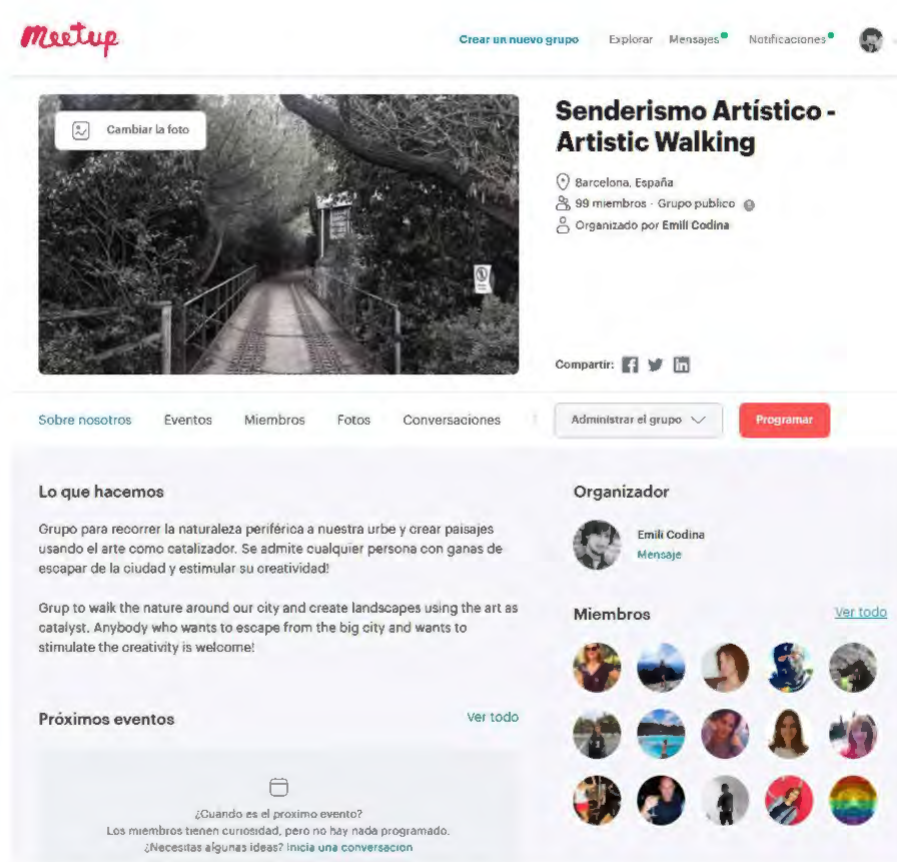 meetup
Crear un nuevo grupo Explorar Mensajes Notificaciones
Cambiar la foto
Senderismo Artístico -
Artistic Walking
Barcelona, España
99 miembros · Grupo publico
Organizado por Emili Codina
Compartir:
Sobre nosotros Eventos Miembros Fotos Conversaciones Administrar el grupo Programar
Lo que hacemos
Grupo para recorrer la naturaleza periférica a nuestra urbe y crear paisajes
usando el arte como catalizador. Se admite cualquier persona con ganas de
escapar de la ciudad y estimular su creatividad!
Grup to walk the nature around our city and create landscapes using the art as
catalyst. Anybody who wants to escape from the big city and wants to
stimulate the creativity is welcome!
Próximos eventos Ver todo
¿Cuándo es el proximo evento?
Los miembros tienen curiosidad, pero no hay nada programado.
¿Necesitas algunas ideas? Inicia una conversacion
Organizador
Emili Codina
Mensaje
Miembros Ver todo